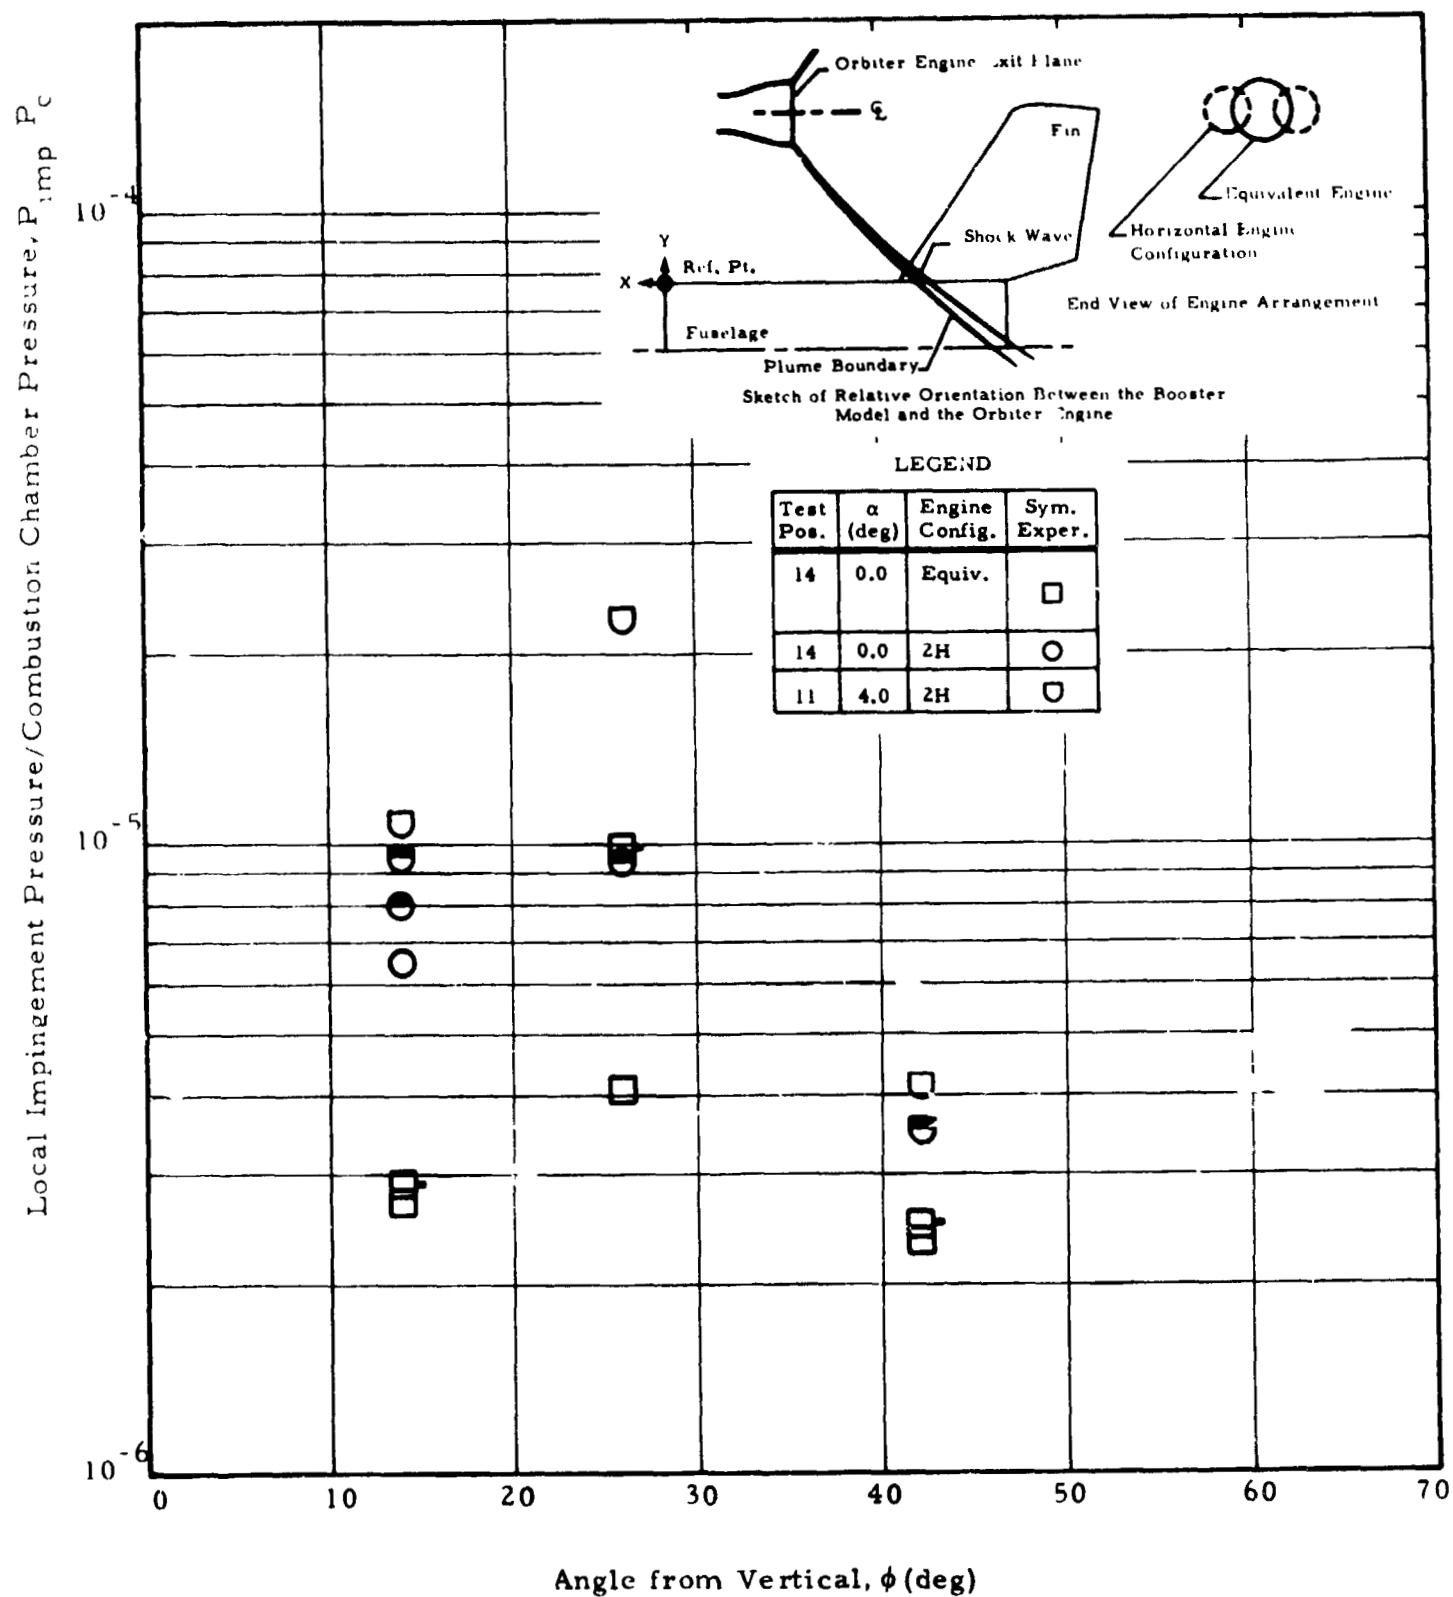 Local Impingement Pressure/Combustion Chamber Pressure, P imp P c
10-4
10-5
10-6
Orbiter Engine
℄
Fin
Equivalent Engine
Horizontal Engine
Configuration
End View of Engine Arrangement
Shock Wave
Y
X
Ref. Pt.
Fuselage
Plume Boundary
Sketch of Relative Orientation Between the Booster
Model and the Orbiter
LEGEND
Test Pos. α (deg) Engine Config. Sym. Exper.
14 0.0 Equiv.
14 0.0 2H
11 4.0 2H
0 10 20 30 40 50 60 70
Angle from Vertical, ϕ (deg)